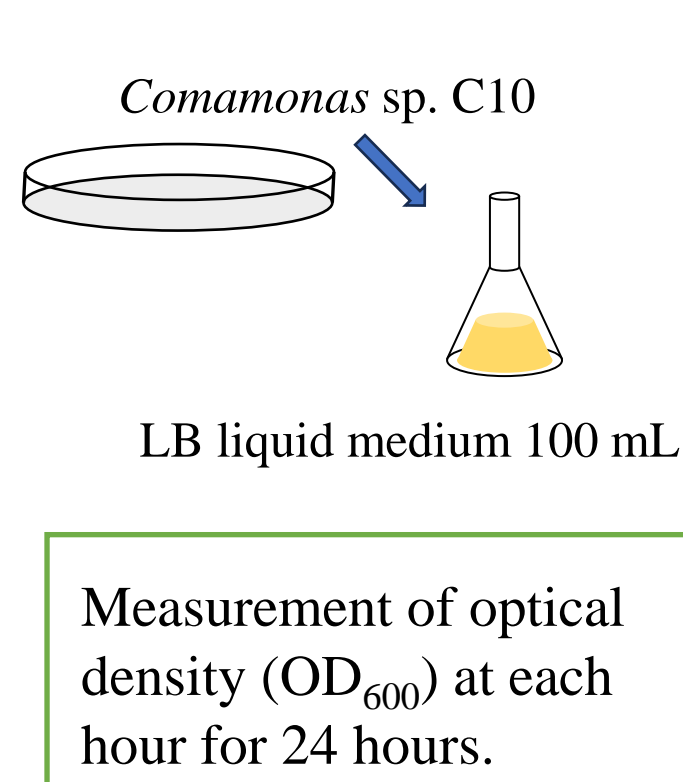 Comamonas sp. C10
LB liquid medium 100 mL
Measurement of optical
density (OD600) at each
hour for 24 hours.